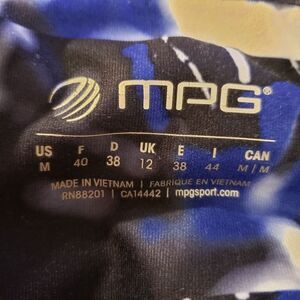 MPG®
US F D UK E I CAN
M 40 38 12 38 44 M / M
MADE IN VIETNAM | FABRIQUÉ EN VIETNAM
RN88201 | CA14442 | mpgsport.com